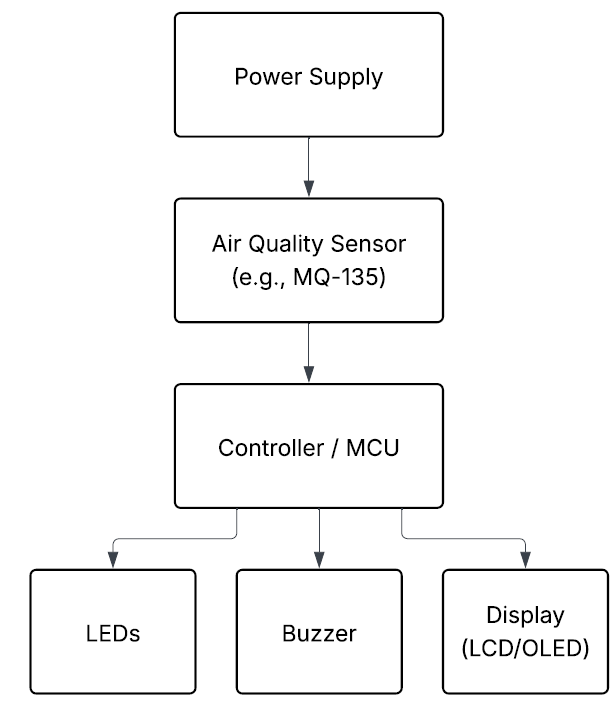 Power Supply
Air Quality Sensor
(e.g., MQ-135)
Controller / MCU
LEDs
Buzzer
Display
(LCD/OLED)